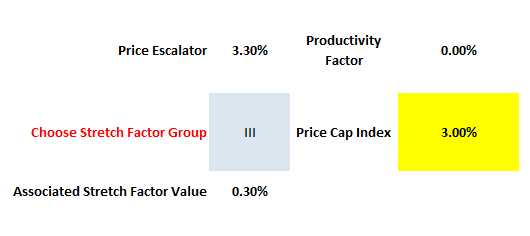 Price Escalator 3.30% Productivity
Factor 0.00%
Choose Stretch Factor Group III Price Cap Index 3.00%
Associated Stretch Factor Value 0.30%